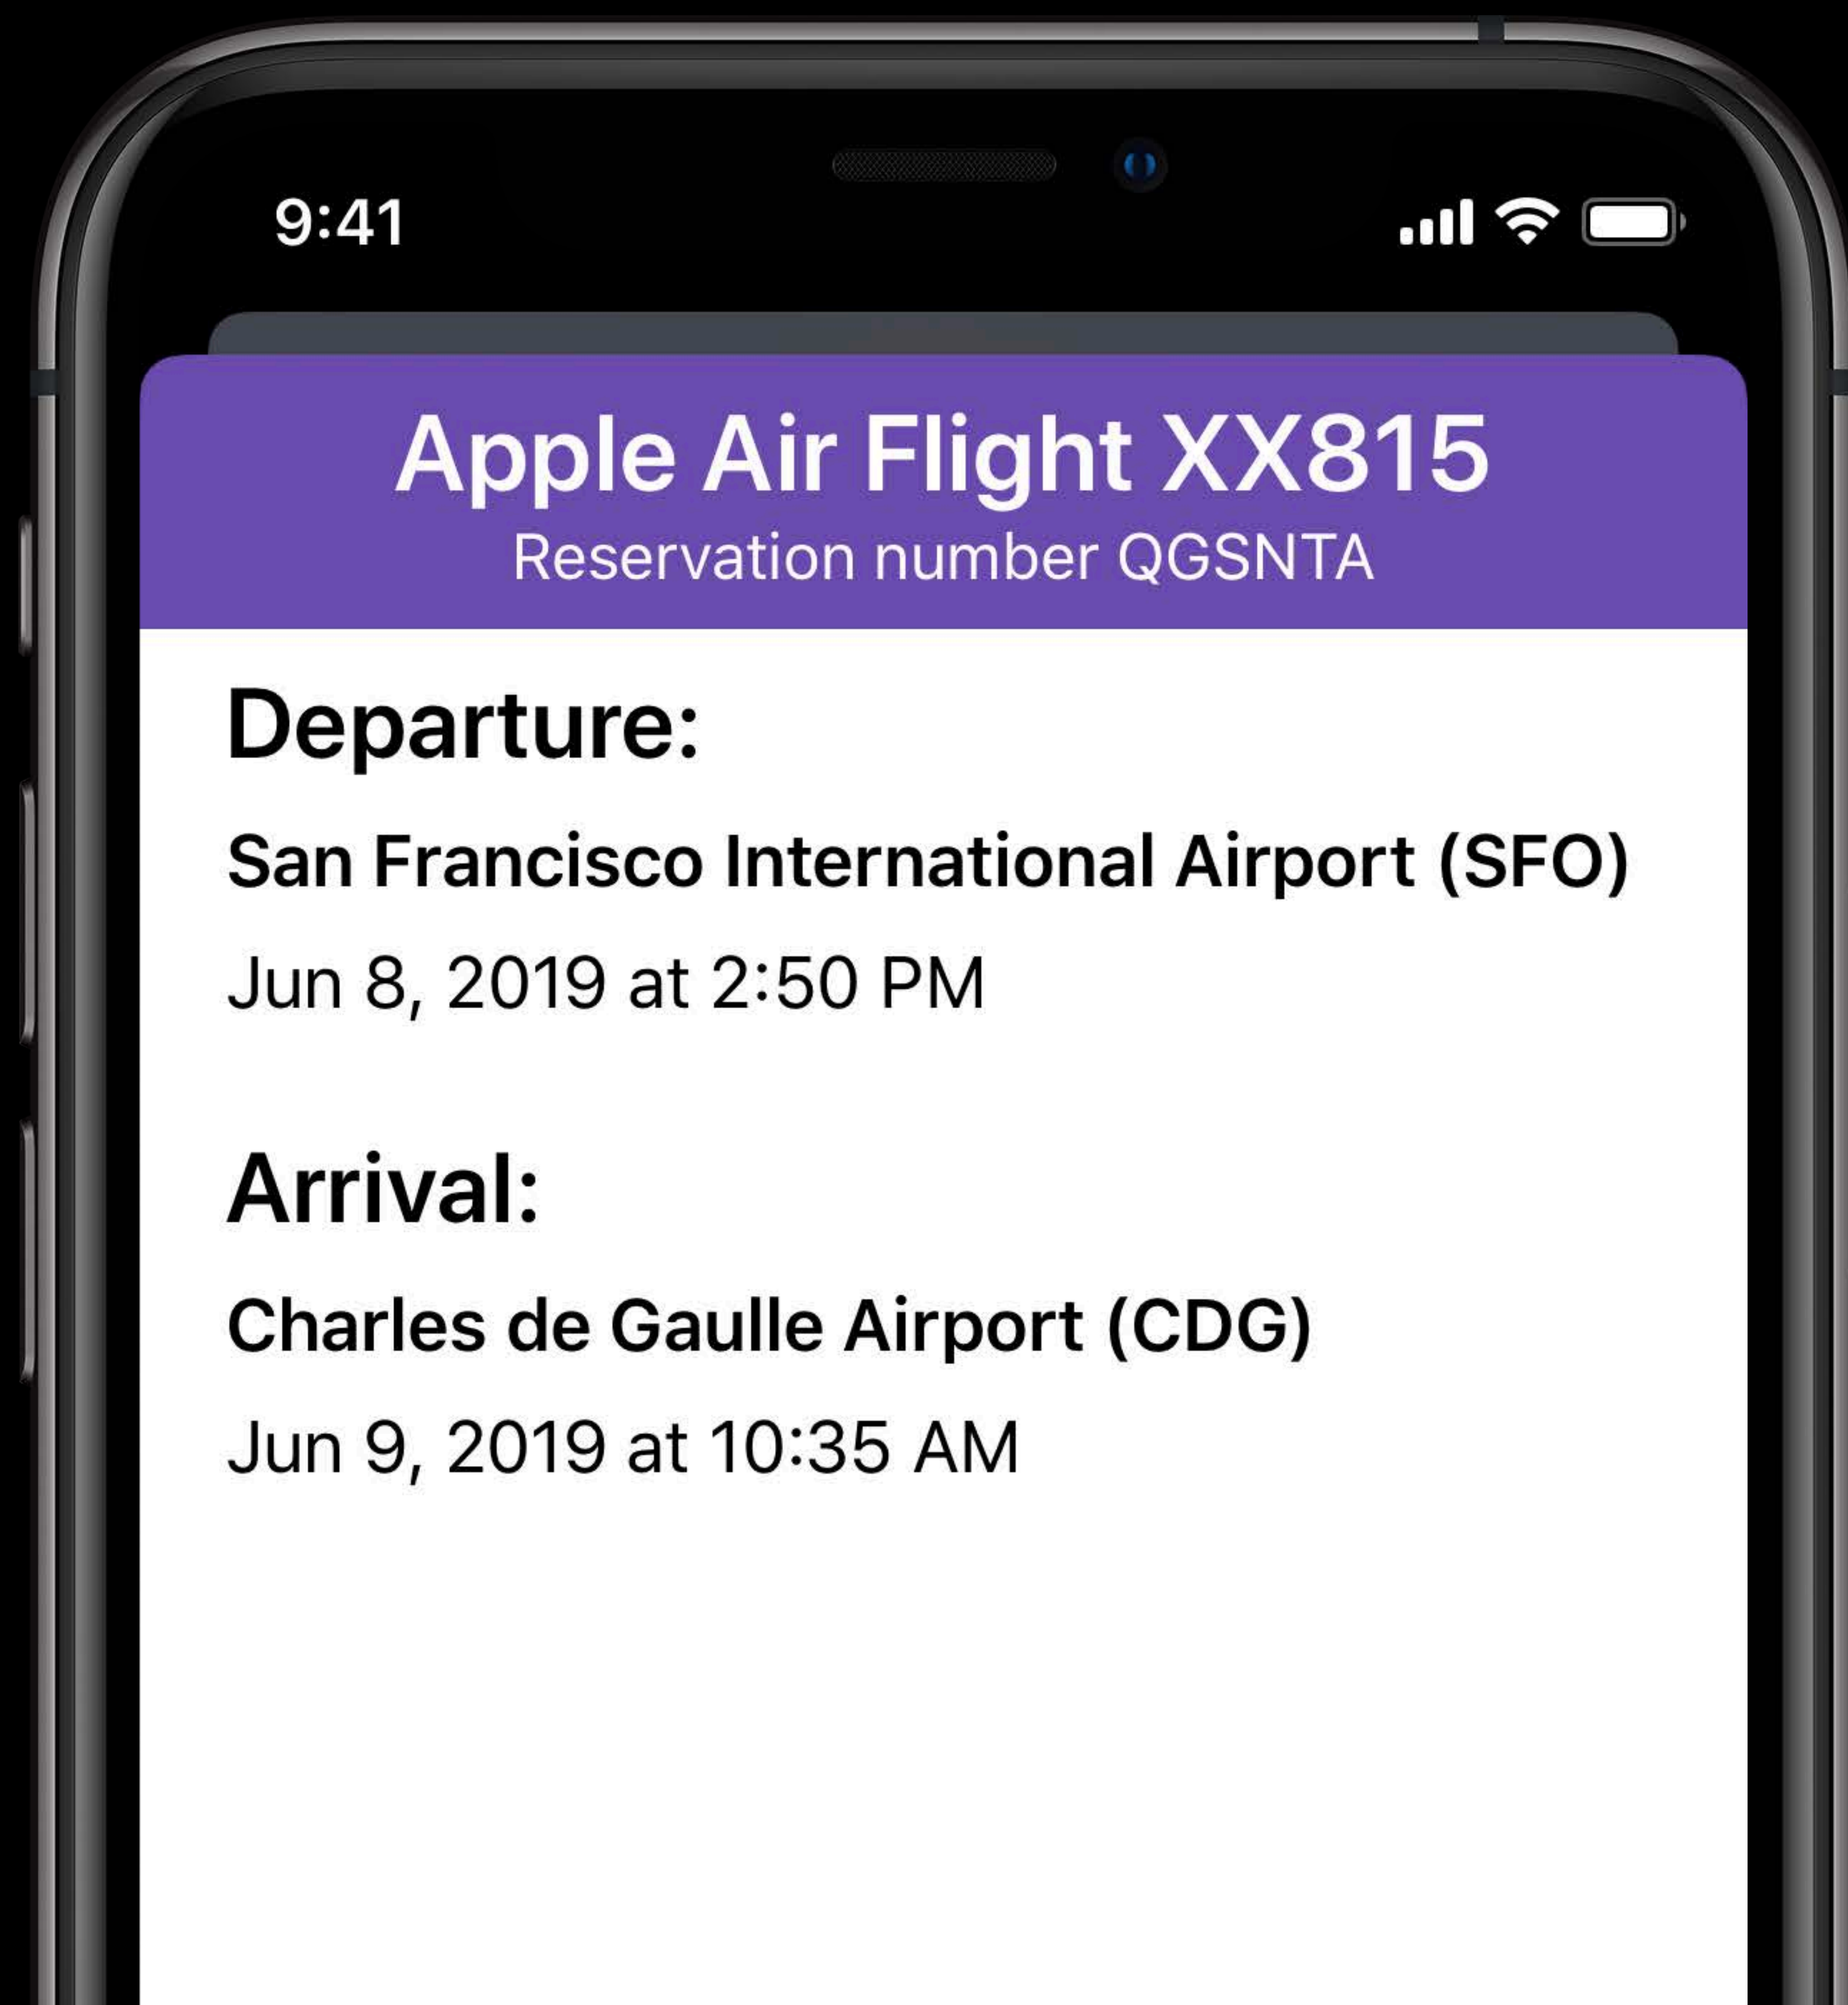 9:41
Apple Air Flight XX815
Reservation number QGSNTA
Departure:
San Francisco International Airport (SFO)
Jun 8, 2019 at 2:50 PM
Arrival:
Charles de Gaulle Airport (CDG)
Jun 9, 2019 at 10:35 AM